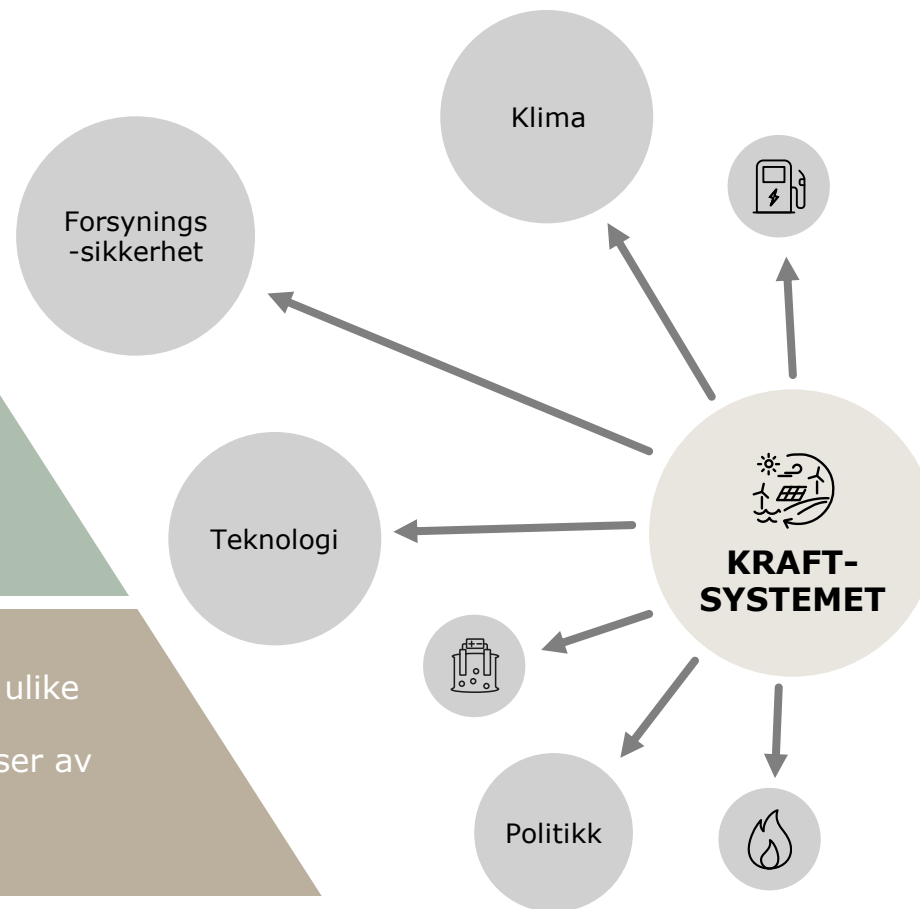 Klima
Forsynings
-sikkerhet
Teknologi
KRAFT-
SYSTEMET
ulike
ser av
Politikk